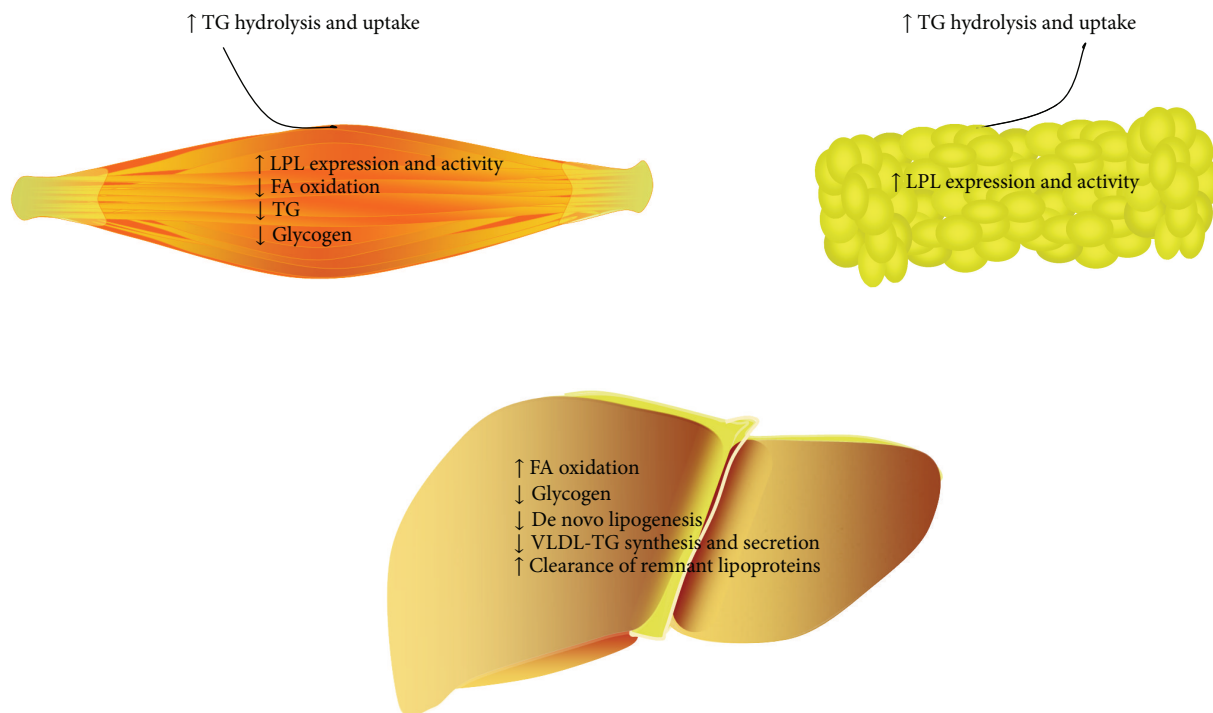 ↑ TG hydrolysis and uptake
↑ LPL expression and activity
↓ FA oxidation
↓ TG
↓ Glycogen
↑ TG hydrolysis and uptake
↑ LPL expression and activity
↑ FA oxidation
↓ Glycogen
↓ De novo lipogenesis
↓ VLDL-TG synthesis and secretion
↑ Clearance of remnant lipoproteins